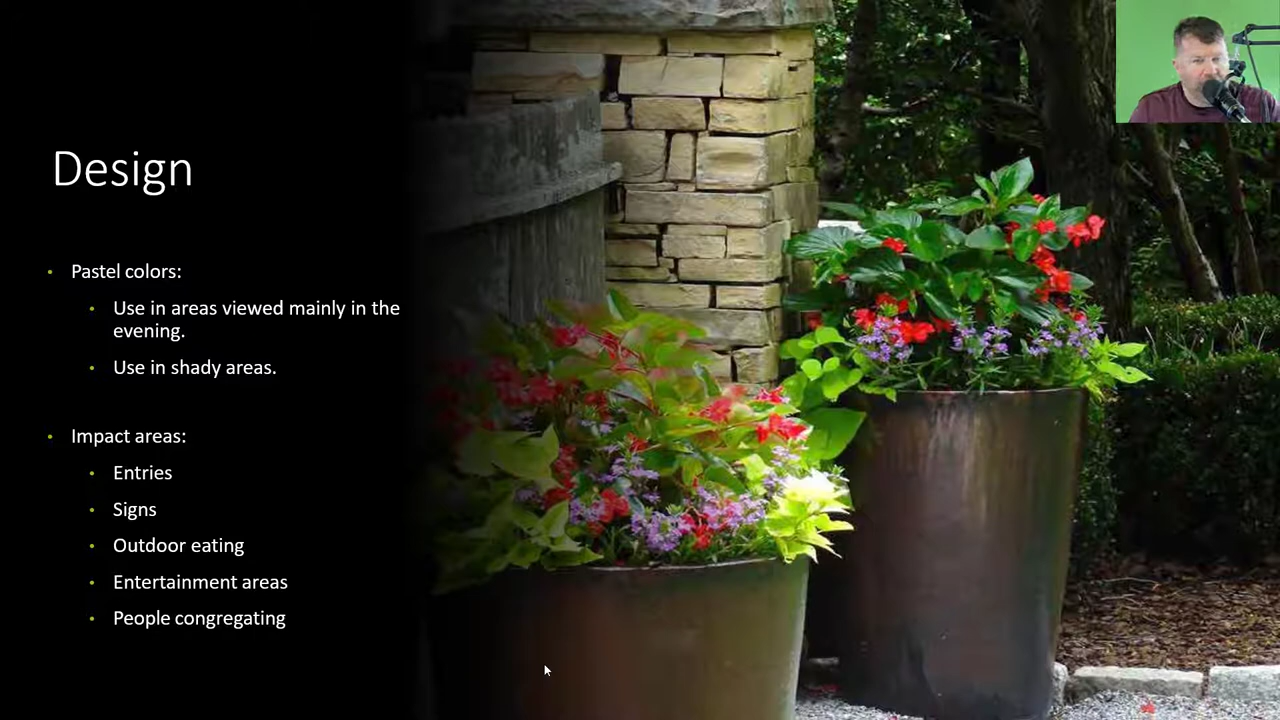 Design
Pastel colors:
Use in areas viewed mainly in the
evening.
Use in shady areas.
Impact areas:
Entries
Signs
Outdoor eating
Entertainment areas
People congregating